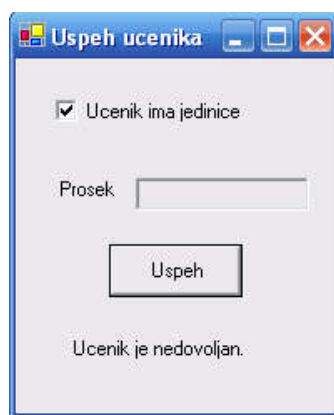 Uspeh ucenika
Ucenik ima jedinice
Prosek
Uspeh
Ucenik je nedovoljan.